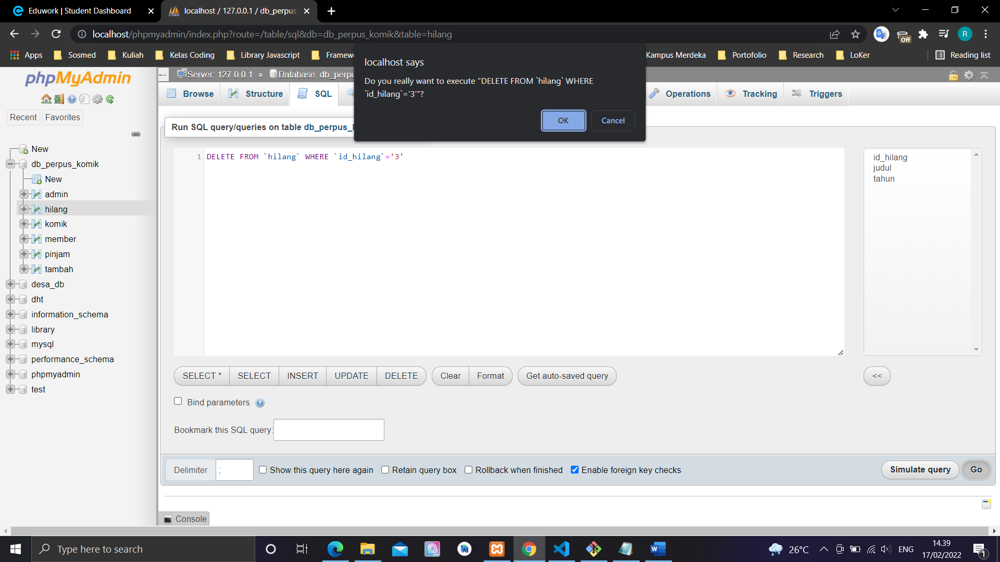 Eduwork | Student Dashboard
localhost / 127.0.0.1 / db_perpus_
localhost/phpmyadmin/index.php?route=/table/sql&db=db_perpus_komik&table=hilang
Off
R
Apps
Sosmed
Kuliah
Kelas Coding
Library Javascript
Framew
Kampus Merdeka
Portofolio
Research
LoKer
Reading list
localhost says
Do you really want to execute "DELETE FROM `hilang` WHERE
`id_hilang`='3'"?
OK
Cancel
phpMyAdmin
Recent
Favorites
New
db_perpus_komik
New
admin
hilang
komik
member
pinjam
tambah
desa_db
dht
information_schema
library
mysql
performance_schema
phpmyadmin
test
Server: 127.0.0.1 » Database: db_perpu
Browse
Structure
SQL
Operations
Tracking
Triggers
Run SQL query/queries on table db_perpus_k
1 DELETE FROM `hilang` WHERE `id_hilang`='3'
id_hilang
judul
tahun
SELECT *
SELECT
INSERT
UPDATE
DELETE
Clear
Format
Get auto-saved query
<<
Bind parameters
Bookmark this SQL query:
Delimiter
;
Show this query here again
Retain query box
Rollback when finished
Enable foreign key checks
Simulate query
Go
Console
Type here to search
26°C
ENG
14.39
17/02/2022
1